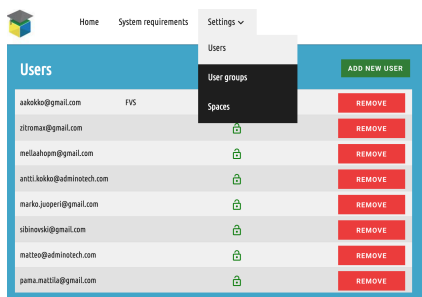 Home System requirements Settings
Users
Users ADD NEW USER
User groups
Spaces
aakokko@gmail.com FVS REMOVE
zitromax@gmail.com REMOVE
mellaahopm@gmail.com REMOVE
antti.kokko@adminotech.com REMOVE
marko.juoperi@gmail.com REMOVE
sibinovski@gmail.com REMOVE
matteo@adminotech.com REMOVE
pama.mattila@gmail.com REMOVE